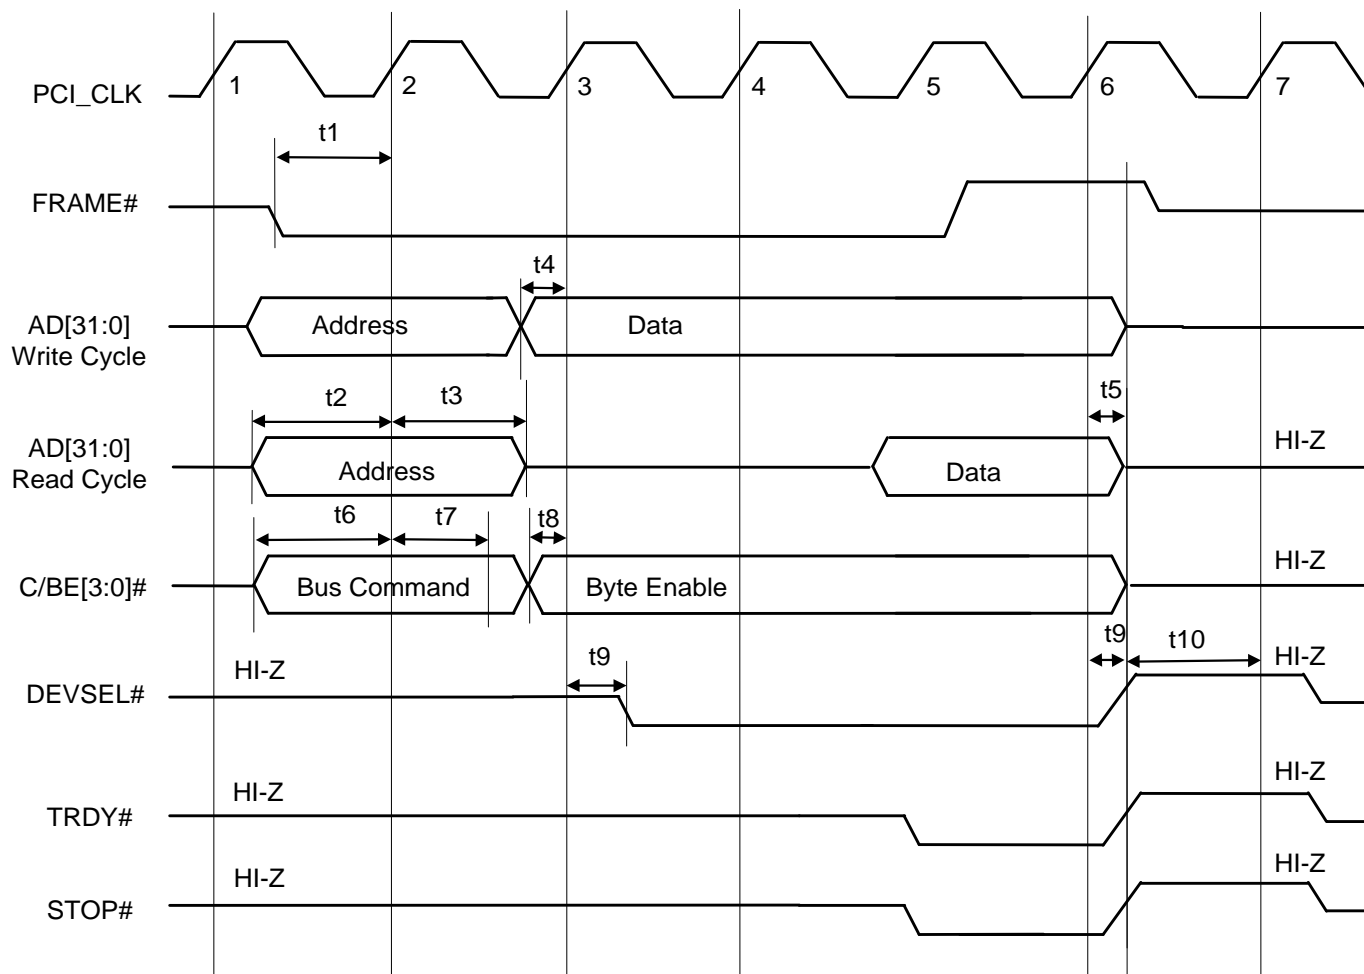 PCI_CLK
1
2
3
4
5
6
7
t1
FRAME#
t4
AD[31:0]
Write Cycle
Address
Data
t2
t3
t5
AD[31:0]
Read Cycle
Address
Data
HI-Z
t6
t7
t8
C/BE[3:0]#
Bus Command
Byte Enable
HI-Z
t9
t10
HI-Z
t9
HI-Z
DEVSEL#
HI-Z
HI-Z
TRDY#
HI-Z
HI-Z
STOP#